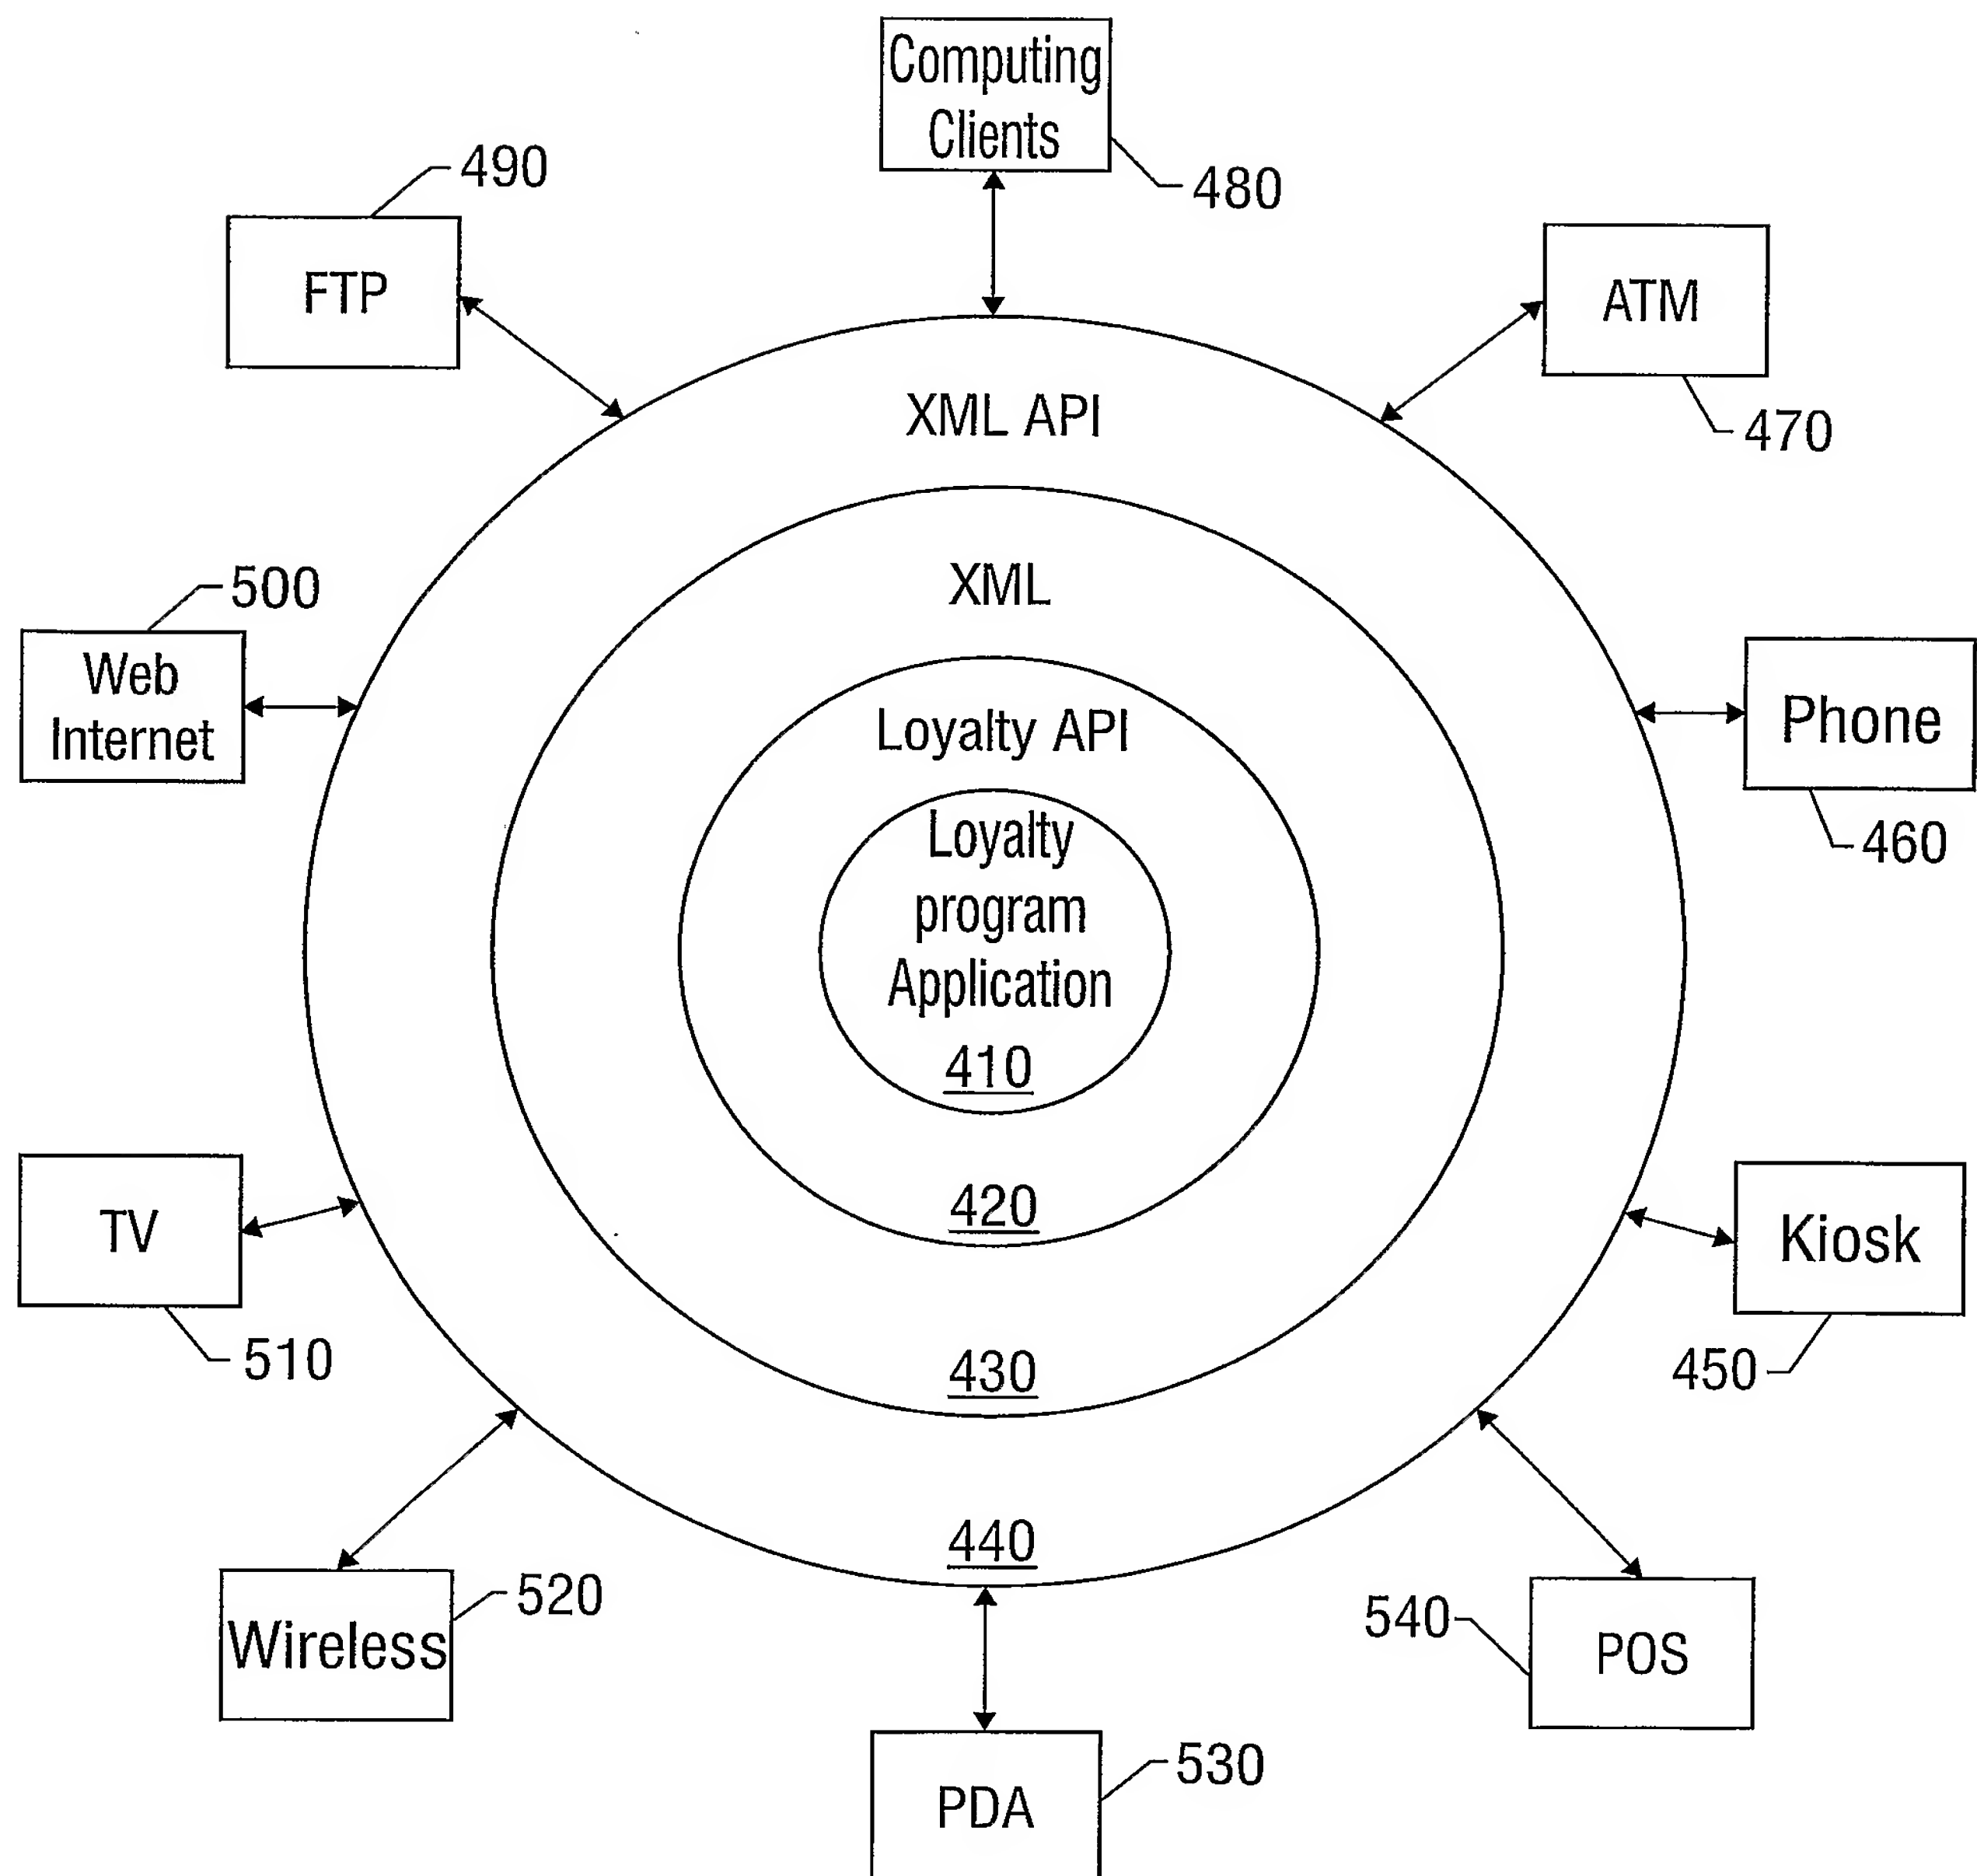 Computing
Clients
480
490
FTP
ATM
470
XML API
XML
500
Web
Internet
Loyalty API
Phone
460
Loyalty
program
Application
410
420
TV
510
Kiosk
450
430
440
Wireless
520
540
POS
PDA
530